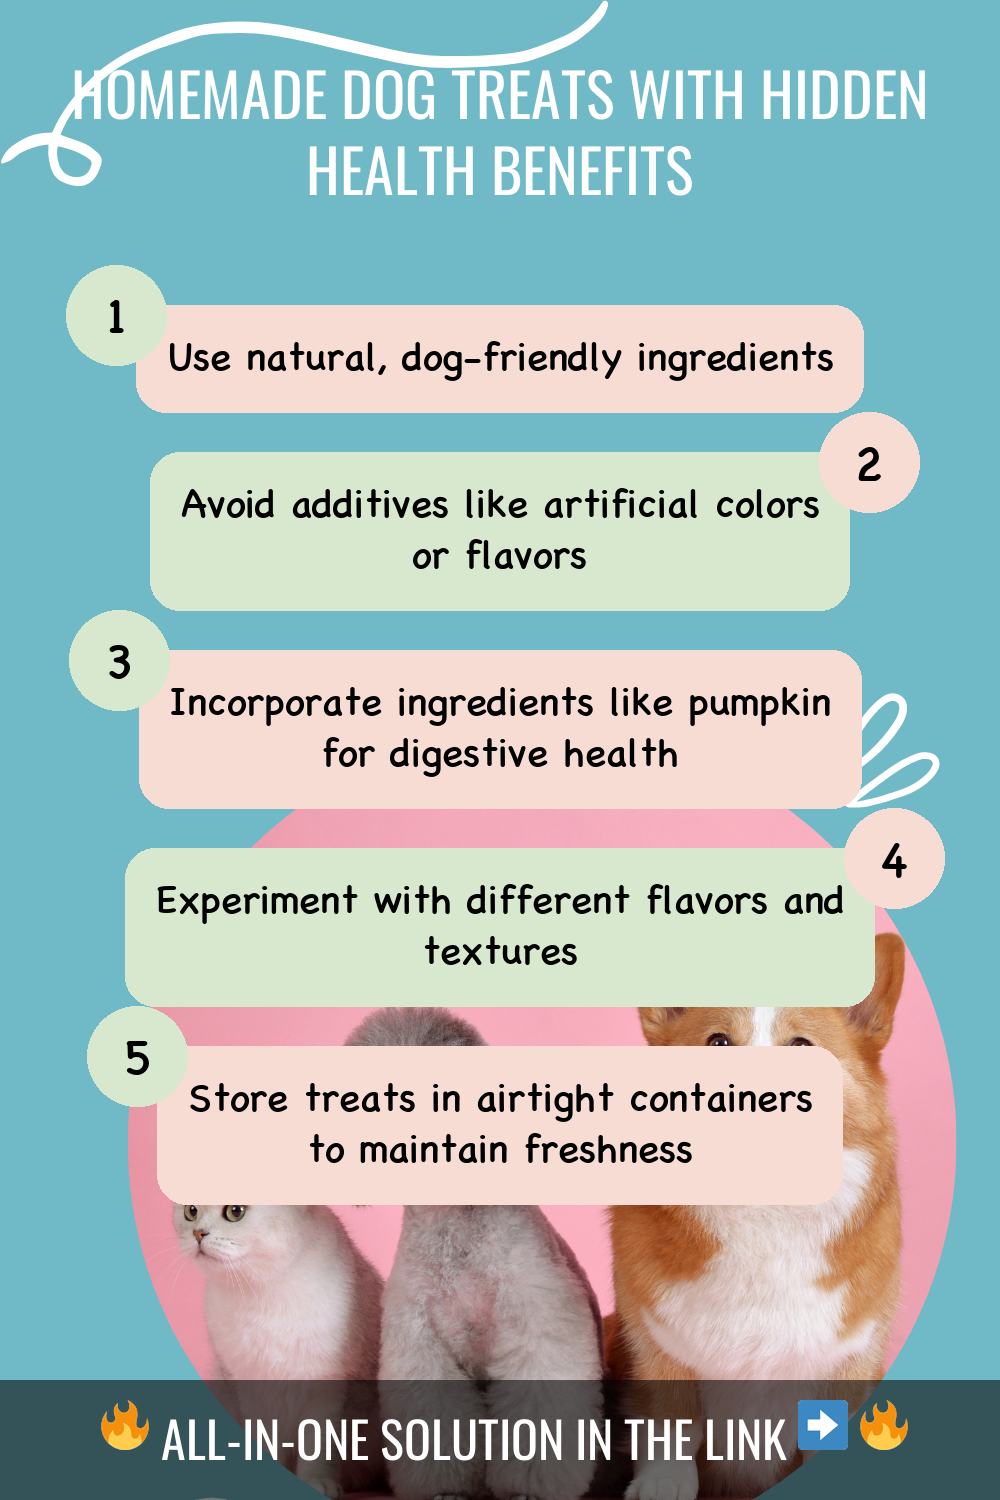 HOMEMADE DOG TREATS WITH HIDDEN
HEALTH BENEFITS
1
Use natural, dog-friendly ingredients
2
Avoid additives like artificial colors
or flavors
3
Incorporate ingredients like pumpkin
for digestive health
4
Experiment with different flavors and
textures
5
Store treats in airtight containers
to maintain freshness
🔥 ALL-IN-ONE SOLUTION IN THE LINK ➡️ 🔥